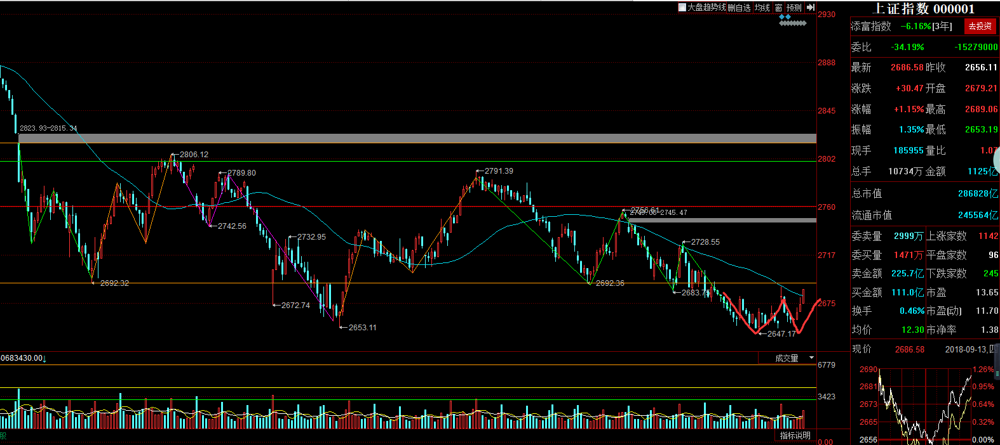 大盘趋势线 删自选 均线 窗 预测
2930
2888
2845
2802
2760
2717
2675
2823.93-2815.34
2806.12
2789.80
2742.56
2732.95
2692.32
2672.74
2653.11
2791.39
2756.61
2749.08-2745.47
2728.55
2692.36
2683.75
2647.17
0683430.00↓
成交量
6779
3423
0.00
股
指标说明
上证指数 000001
添富指数 -6.16%[3年] 去投资
委比 -34.19% -15279000
最新 2686.58 昨收 2656.11
涨跌 +30.47 开盘 2679.21
涨幅 +1.15% 最高 2689.06
振幅 1.35% 最低 2653.19
现手 185955 量比 1.07
总手 10734万 金额 1125亿
总市值 286828亿
流通市值 245564亿
委卖量 2999万 上涨家数 1142
委买量 1471万 平盘家数 96
卖金额 225.7亿 下跌家数 245
买金额 111.0亿 市盈 13.65
换手 0.46% 市盈(动) 11.70
均价 12.30 市净率 1.38
现价 2686.58 2018-09-13,四
2690 1.26%
2681 0.95%
2673 0.64%
2665 0.32%
2656 0.00%